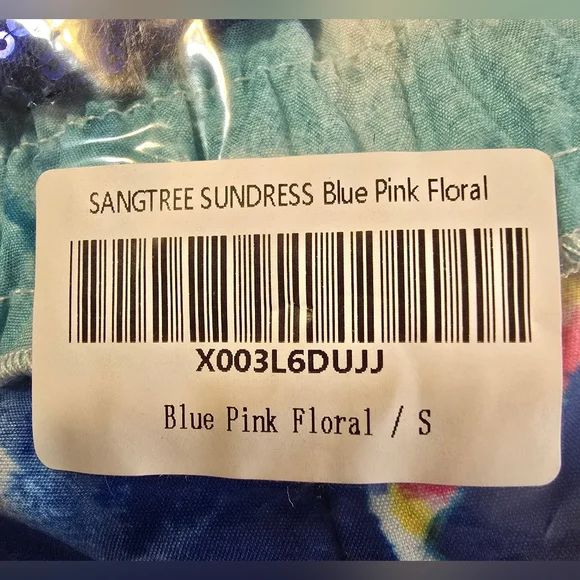 SANGTREE SUNDRESS Blue Pink Floral
X003L6DUJJ
Blue Pink Floral / S